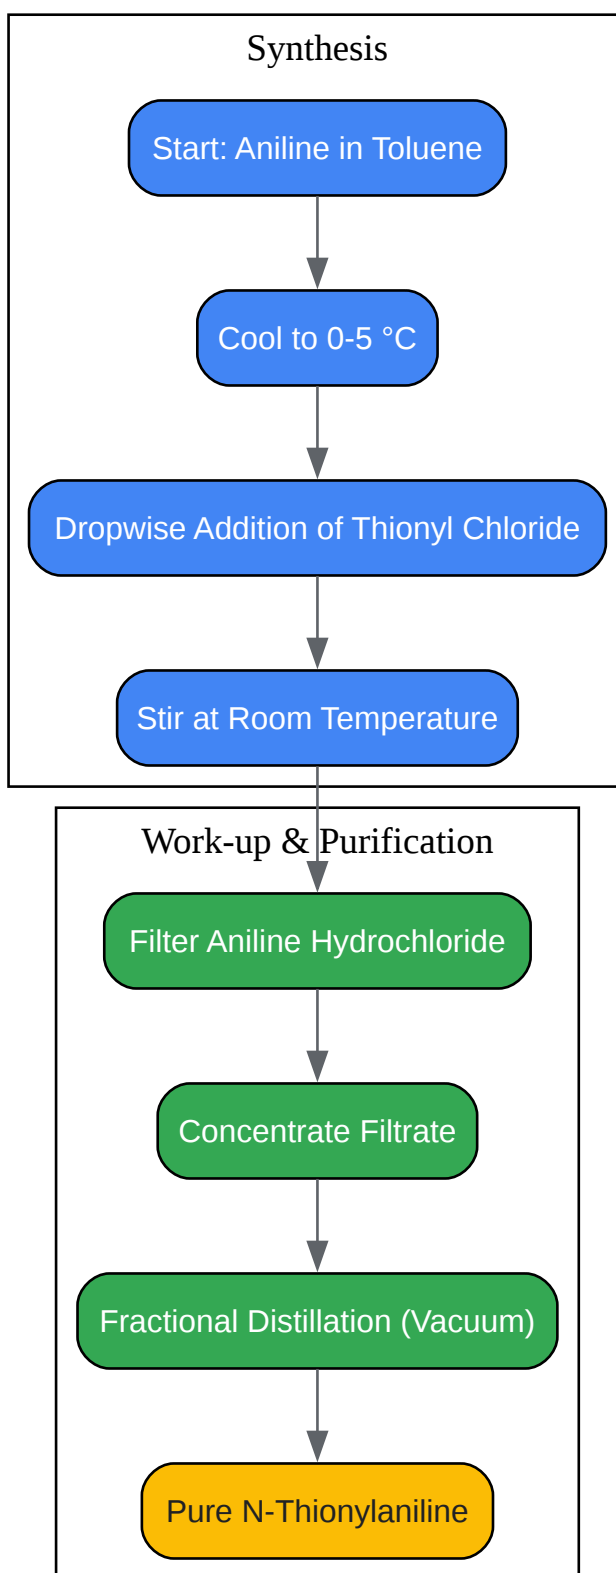 Synthesis
Start: Aniline in Toluene
Cool to 0-5 °C
Dropwise Addition of Thionyl Chloride
Stir at Room Temperature
Work-up & Purification
Filter Aniline Hydrochloride
Concentrate Filtrate
Fractional Distillation (Vacuum)
Pure N-Thionylaniline